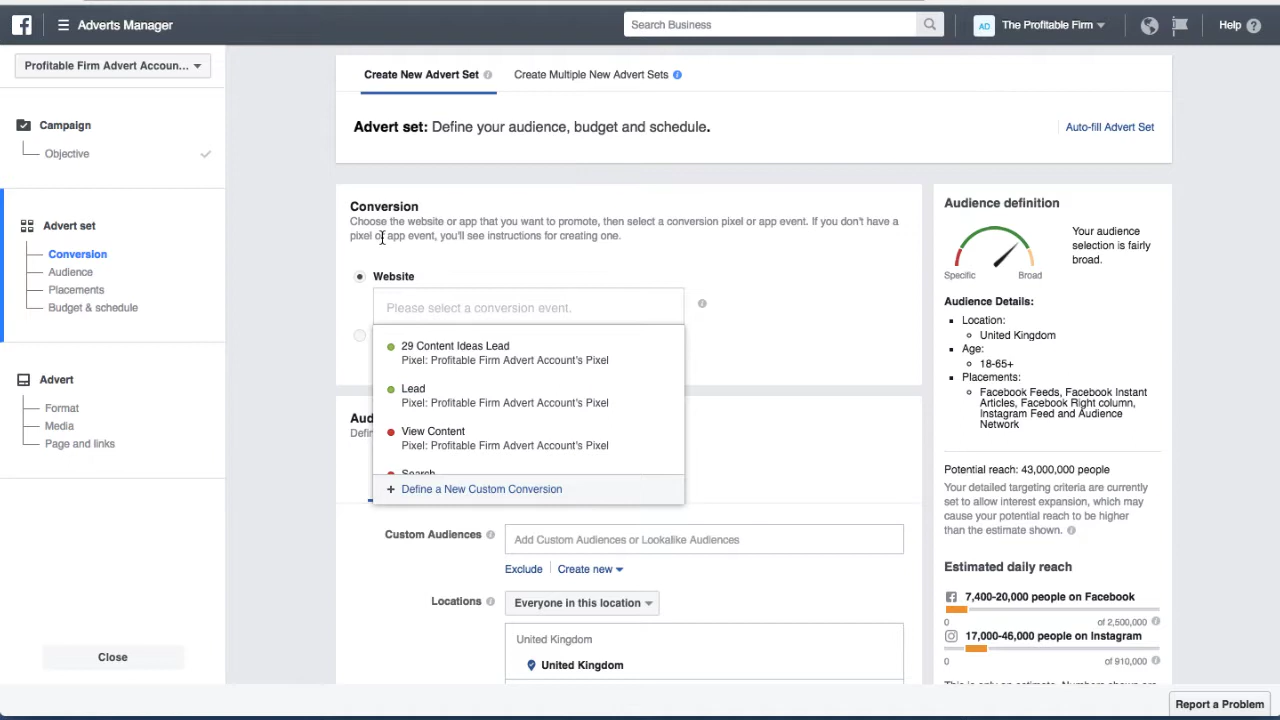 Adverts Manager
Search Business
AD The Profitable Firm
Help
Profitable Firm Advert Accoun...
Campaign
Objective
Advert set
Conversion
Audience
Placements
Budget & schedule
Advert
Format
Media
Page and links
Close
Create New Advert Set
Create Multiple New Advert Sets
Advert set: Define your audience, budget and schedule.
Auto-fill Advert Set
Conversion
Choose the website or app that you want to promote, then select a conversion pixel or app event. If you don't have a
pixel or app event, you'll see instructions for creating one.
Website
Please select a conversion event.
29 Content Ideas Lead
Pixel: Profitable Firm Advert Account's Pixel
Lead
Pixel: Profitable Firm Advert Account's Pixel
View Content
Pixel: Profitable Firm Advert Account's Pixel
Search
+ Define a New Custom Conversion
Custom Audiences
Add Custom Audiences or Lookalike Audiences
Exclude
Create new
Locations
Everyone in this location
United Kingdom
United Kingdom
Audience definition
Your audience
selection is fairly
broad.
Specific
Broad
Audience Details:
Location:
United Kingdom
Age:
18-65+
Placements:
Facebook Feeds, Facebook Instant
Articles, Facebook Right column,
Instagram Feed and Audience
Network
Potential reach: 43,000,000 people
Your detailed targeting criteria are currently
set to allow interest expansion, which may
cause your potential reach to be higher
than the estimate shown.
Estimated daily reach
7,400-20,000 people on Facebook
0
of 2,500,000
17,000-46,000 people on Instagram
0
of 910,000
Report a Problem